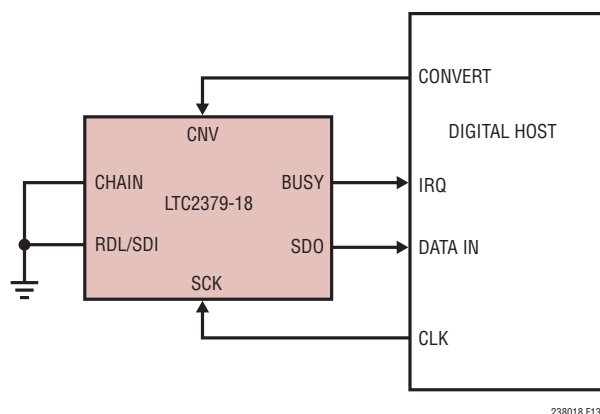 CONVERT
CNV
DIGITAL HOST
CHAIN
BUSY
IRQ
LTC2379-18
RDL/SDI
SDO
DATA IN
SCK
CLK
238018 F13